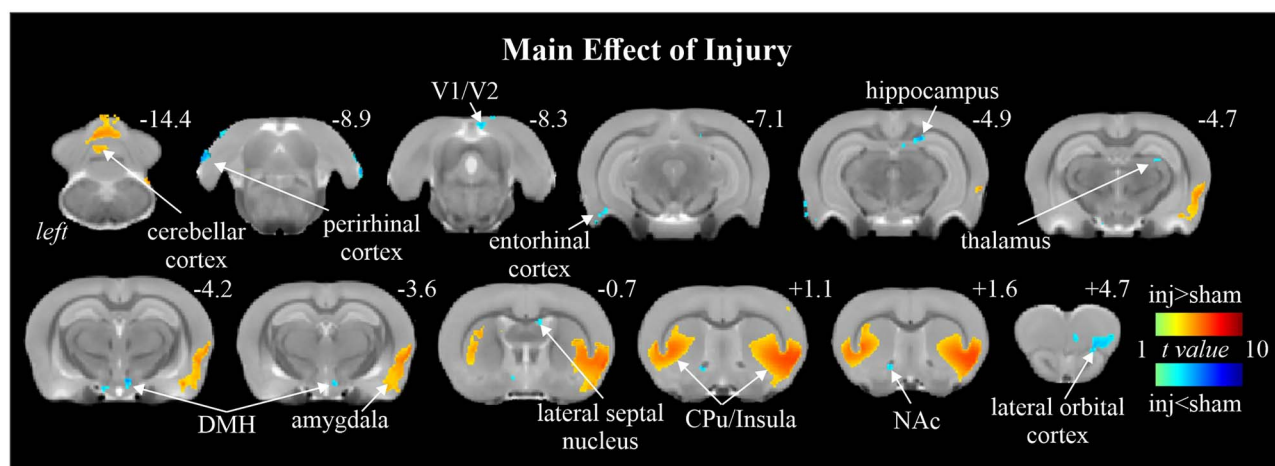 Main Effect of Injury
V1/V2
hippocampus
-14.4
-8.9
-8.3
-7.1
-4.9
-4.7
left
cerebellar
cortex
perirhinal
cortex
entorhinal
cortex
thalamus
-4.2
-3.6
-0.7
+1.1
+1.6
+4.7
inj>sham
1 t value 10
inj<sham
DMH
amygdala
lateral septal
nucleus
CPu/Insula
NAc
lateral orbital
cortex